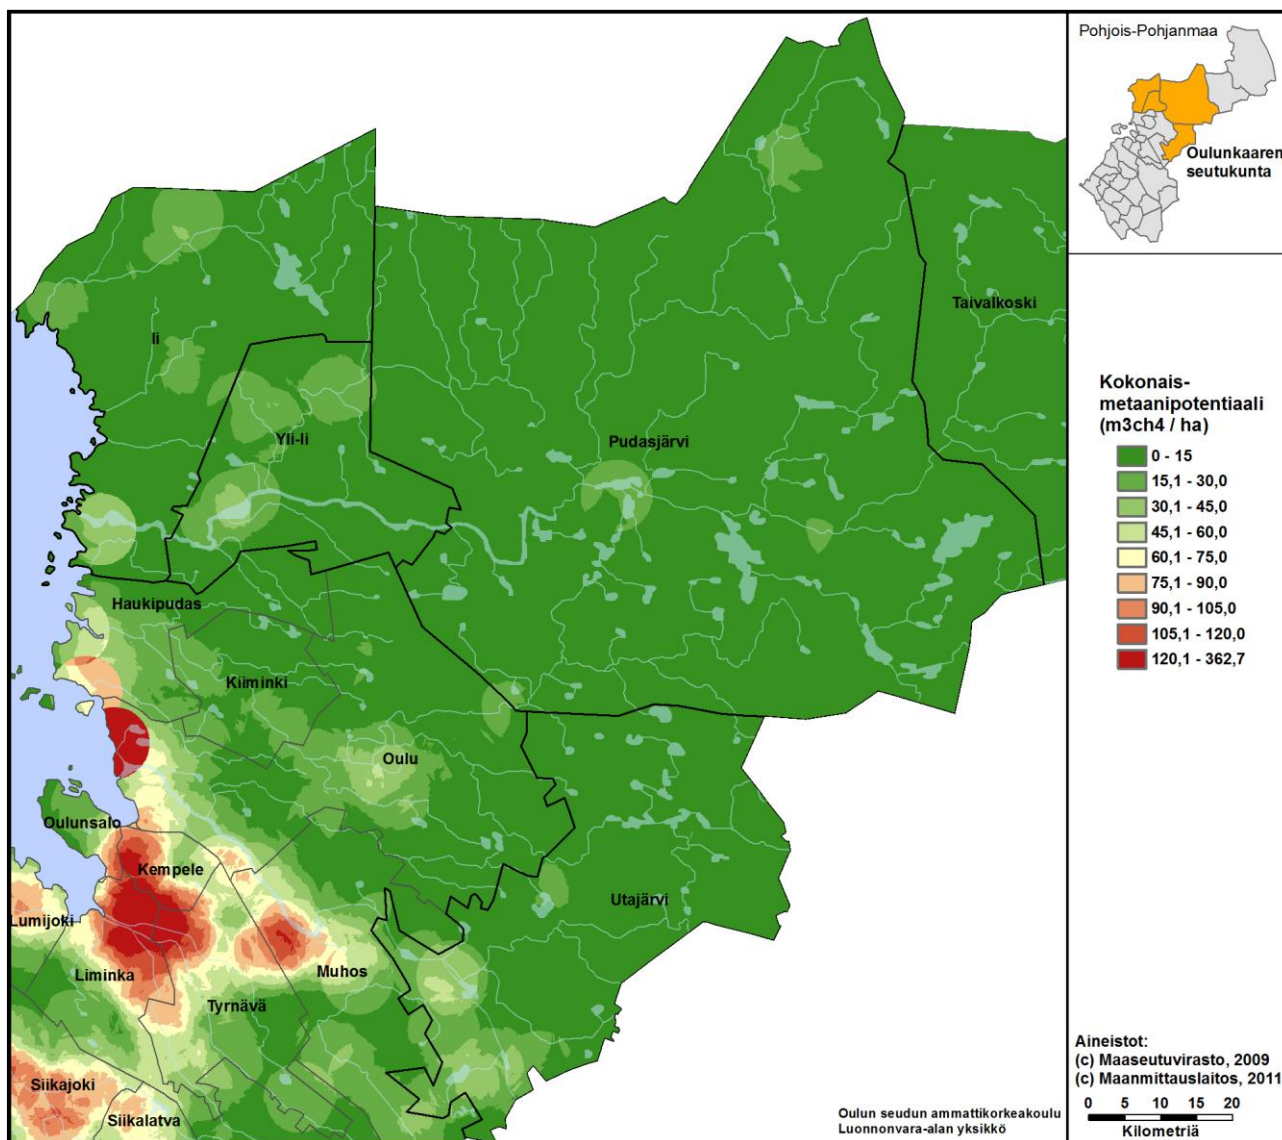 Pohjois-Pohjanmaa
Oulunkaaren
seutukunta
Taivalkoski
Ii
Yli-Ii
Pudasjärvi
Haukipudas
Kiiminki
Oulu
Oulunsalo
Kempele
Utajärvi
Lumijoki
Liminka
Muhos
Tyrnävä
Siikajoki
Siikalatva
Kokonais-
metaanipotentiaali
(m3ch4 / ha)
0 - 15
15,1 - 30,0
30,1 - 45,0
45,1 - 60,0
60,1 - 75,0
75,1 - 90,0
90,1 - 105,0
105,1 - 120,0
120,1 - 362,7
Aineistot:
(c) Maaseutuvirasto, 2009
(c) Maanmittauslaitos, 2011
0 5 10 15 20
Kilometriä
Oulun seudun ammattikorkeakoulu
Luonnonvara-alan yksikkö